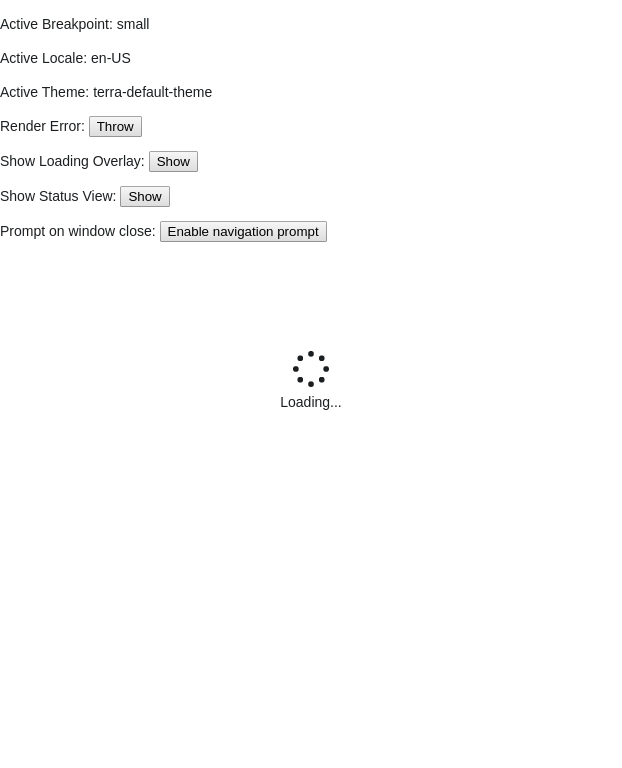 Active Breakpoint: small
Active Locale: en-US
Active Theme: terra-default-theme
Render Error: Throw
Show Loading Overlay: Show
Show Status View: Show
Prompt on window close: Enable navigation prompt
Loading...